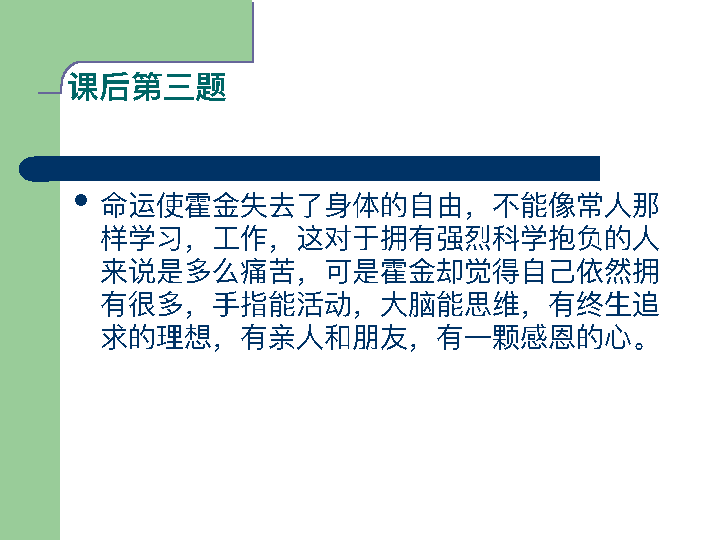 课后第三题
命运使霍金失去了身体的自由，不能像常人那
样学习，工作，这对于拥有强烈科学抱负的人
来说是多么痛苦，可是霍金却觉得自己依然拥
有很多，手指能活动，大脑能思维，有终生追
求的理想，有亲人和朋友，有一颗感恩的心。